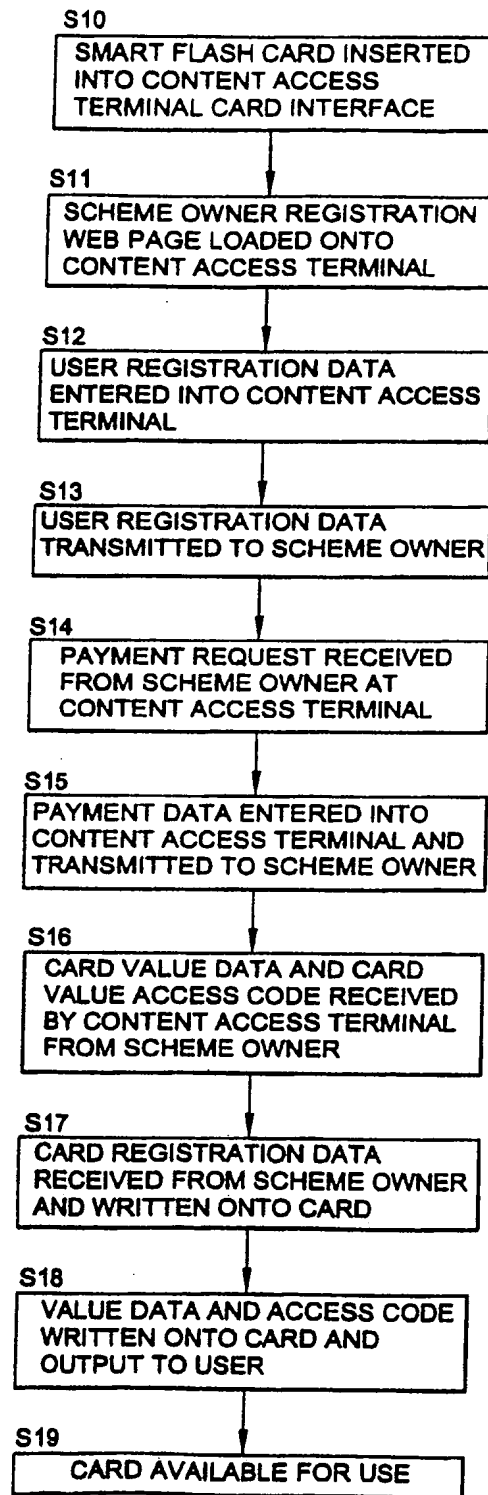 S10
SMART FLASH CARD INSERTED
INTO CONTENT ACCESS
TERMINAL CARD INTERFACE
S11
SCHEME OWNER REGISTRATION
WEB PAGE LOADED ONTO
CONTENT ACCESS TERMINAL
S12
USER REGISTRATION DATA
ENTERED INTO CONTENT ACCESS
TERMINAL
S13
USER REGISTRATION DATA
TRANSMITTED TO SCHEME OWNER
S14
PAYMENT REQUEST RECEIVED
FROM SCHEME OWNER AT
CONTENT ACCESS TERMINAL
S15
PAYMENT DATA ENTERED INTO
CONTENT ACCESS TERMINAL AND
TRANSMITTED TO SCHEME OWNER
S16
CARD VALUE DATA AND CARD
VALUE ACCESS CODE RECEIVED
BY CONTENT ACCESS TERMINAL
FROM SCHEME OWNER
S17
CARD REGISTRATION DATA
RECEIVED FROM SCHEME OWNER
AND WRITTEN ONTO CARD
S18
VALUE DATA AND ACCESS CODE
WRITTEN ONTO CARD AND
OUTPUT TO USER
S19
CARD AVAILABLE FOR USE